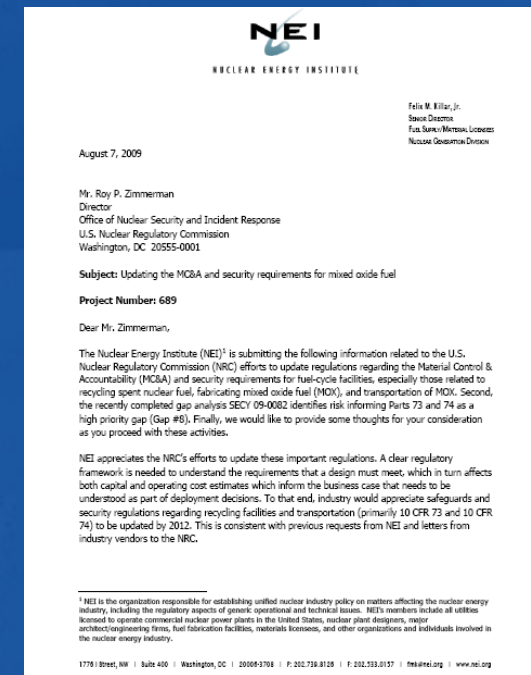 NEI
NUCLEAR ENERGY INSTITUTE
Felix M. Killar, Jr.
Senior Director
Fuel Supply/Material Licensees
Nuclear Generation Division
August 7, 2009
Mr. Roy P. Zimmerman
Director
Office of Nuclear Security and Incident Response
U.S. Nuclear Regulatory Commission
Washington, DC 20555-0001
Subject: Updating the MC&A and security requirements for mixed oxide fuel
Project Number: 689
Dear Mr. Zimmerman,
The Nuclear Energy Institute (NEI)¹ is submitting the following information related to the U.S.
Nuclear Regulatory Commission (NRC) efforts to update regulations regarding the Material Control &
Accountability (MC&A) and security requirements for fuel-cycle facilities, especially those related to
recycling spent nuclear fuel, fabricating mixed oxide fuel (MOX), and transportation of MOX. Second,
the recently completed gap analysis SECY 09-0082 identifies risk informing Parts 73 and 74 as a
high priority gap (Gap #8). Finally, we would like to provide some thoughts for your consideration
as you proceed with these activities.
NEI appreciates the NRC's efforts to update these important regulations. A clear regulatory
framework is needed to understand the requirements that a design must meet, which in turn affects
both capital and operating cost estimates which inform the business case that needs to be
understood as part of deployment decisions. To that end, industry would appreciate safeguards and
security regulations regarding recycling facilities and transportation (primarily 10 CFR 73 and 10 CFR
74) to be updated by 2012. This is consistent with previous requests from NEI and letters from
industry vendors to the NRC.
¹ NEI is the organization responsible for establishing unified nuclear industry policy on matters affecting the nuclear energy
industry, including the regulatory aspects of generic operational and technical issues. NEI's members include all utilities
licensed to operate commercial nuclear power plants in the United States, nuclear plant designers, major
architect/engineering firms, fuel fabrication facilities, materials licensees, and other organizations and individuals involved in
the nuclear energy industry.
1776 I Street, NW | Suite 400 | Washington, DC | 20006-3708 | P: 202.739.8126 | F: 202.533.0157 | fmk@nei.org | www.nei.org